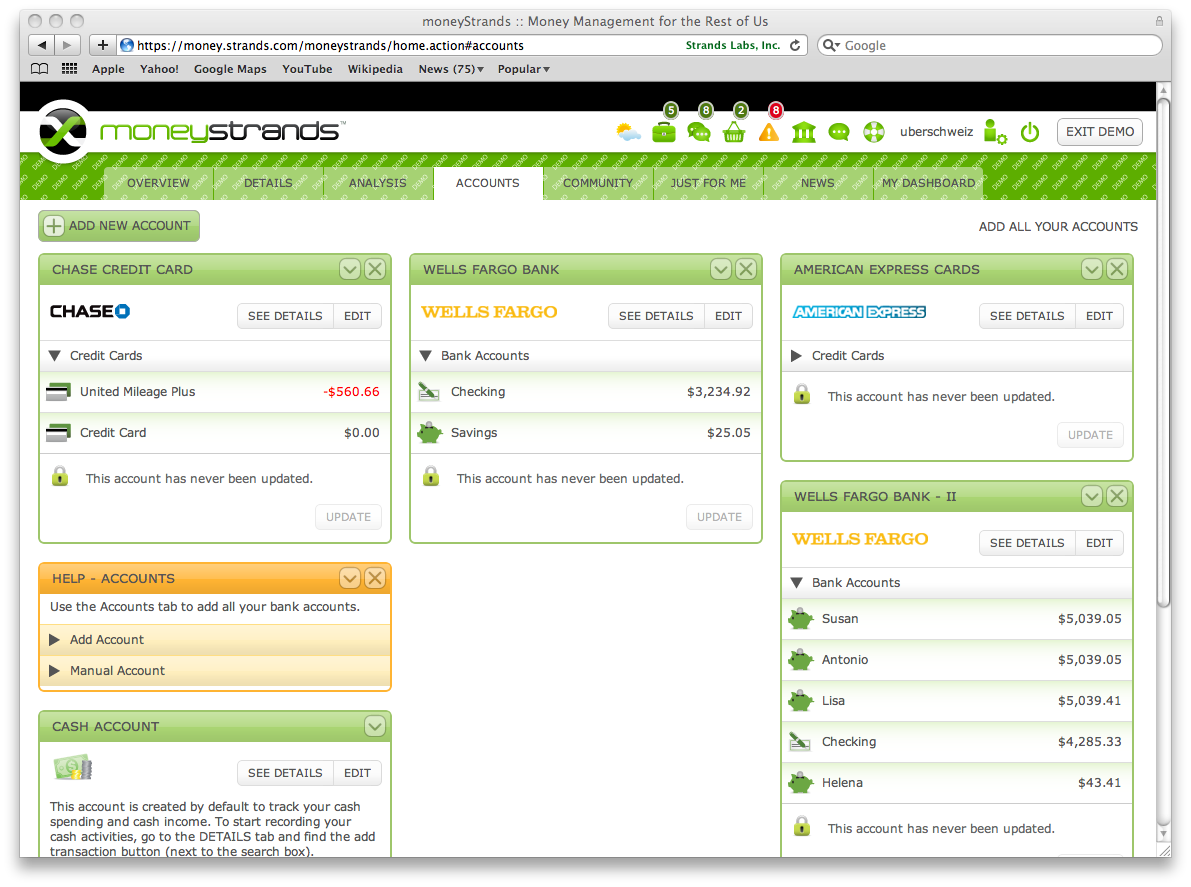 moneyStrands :: Money Management for the Rest of Us
https://money.strands.com/moneystrands/home.action#accounts
Strands Labs, Inc.
Google
Apple Yahoo! Google Maps YouTube Wikipedia News (75)▾ Popular▾
5 8 2 8
moneystrands™
uberschweiz
EXIT DEMO
OVERVIEW DETAILS ANALYSIS ACCOUNTS COMMUNITY JUST FOR ME NEWS MY DASHBOARD
ADD NEW ACCOUNT
ADD ALL YOUR ACCOUNTS
CHASE CREDIT CARD
CHASE
SEE DETAILS EDIT
Credit Cards
United Mileage Plus -$560.66
Credit Card $0.00
This account has never been updated.
UPDATE
HELP - ACCOUNTS
Use the Accounts tab to add all your bank accounts.
Add Account
Manual Account
CASH ACCOUNT
SEE DETAILS EDIT
This account is created by default to track your cash
spending and cash income. To start recording your
cash activities, go to the DETAILS tab and find the add
transaction button (next to the search box).
WELLS FARGO BANK
WELLS FARGO
SEE DETAILS EDIT
Bank Accounts
Checking $3,234.92
Savings $25.05
This account has never been updated.
UPDATE
AMERICAN EXPRESS CARDS
AMERICAN EXPRESS
SEE DETAILS EDIT
Credit Cards
This account has never been updated.
UPDATE
WELLS FARGO BANK - II
WELLS FARGO
SEE DETAILS EDIT
Bank Accounts
Susan $5,039.05
Antonio $5,039.05
Lisa $5,039.41
Checking $4,285.33
Helena $43.41
This account has never been updated.